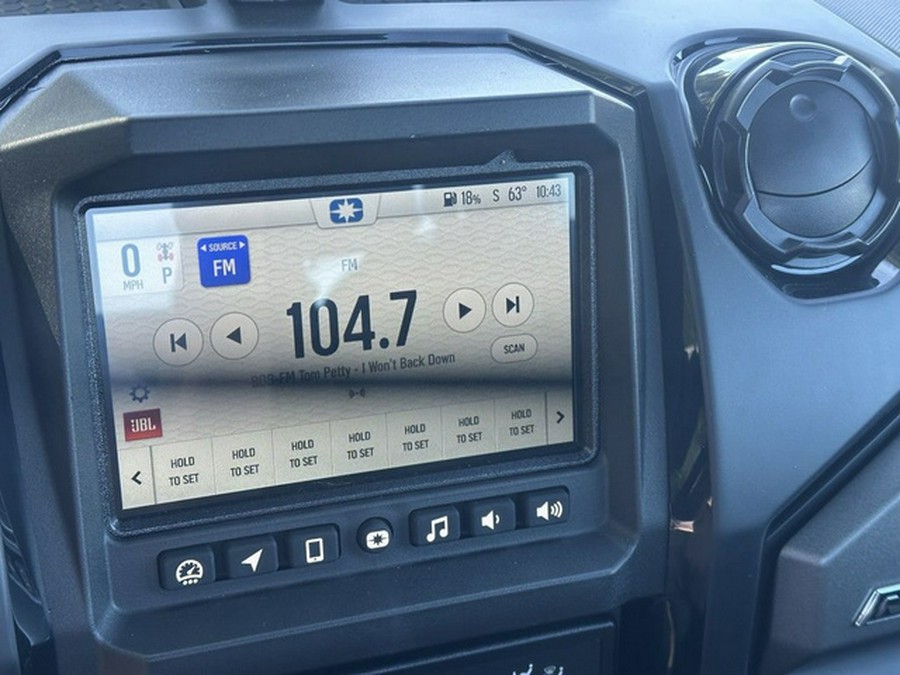 18% S 63° 10:43
0
MPH
P
SOURCE
FM
FM
104.7
SCAN
-FM Tom Petty - I Won't Back Down
JBL
HOLD
TO SET
HOLD
TO SET
HOLD
TO SET
HOLD
TO SET
HOLD
TO SET
HOLD
TO SET
HOLD
TO SET